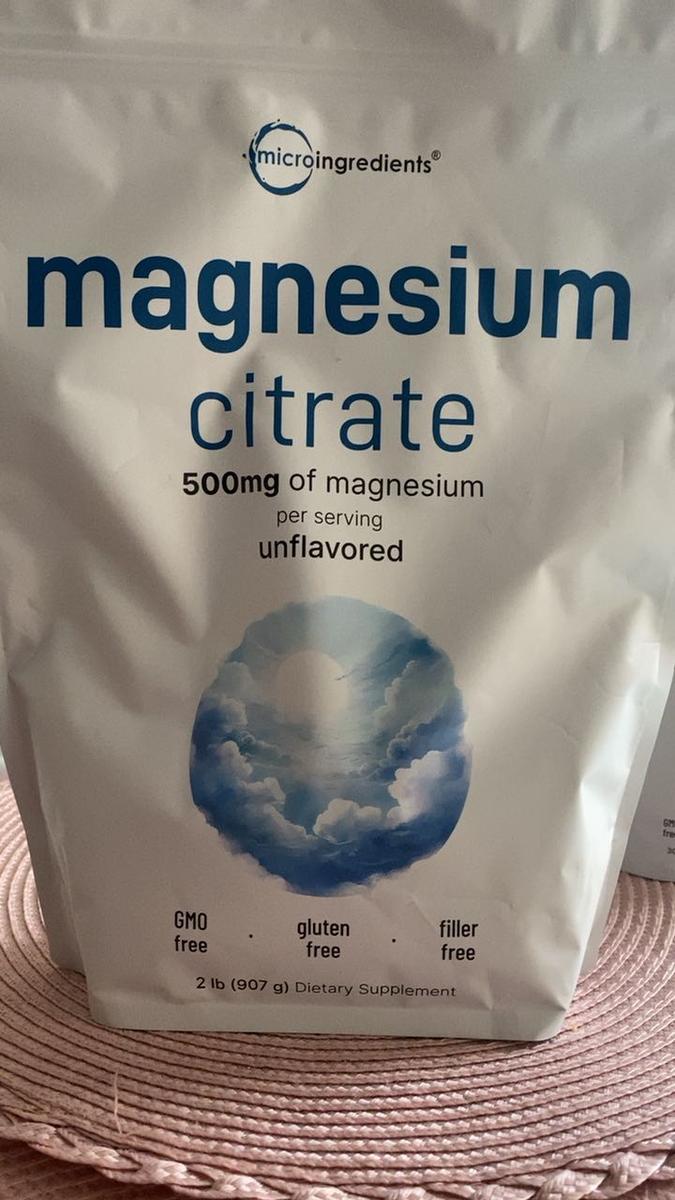 microingredients®
magnesium
citrate
500mg of magnesium
per serving
unflavored
GMO
free
·
gluten
free
·
filler
free
2 lb (907 g) Dietary Supplement